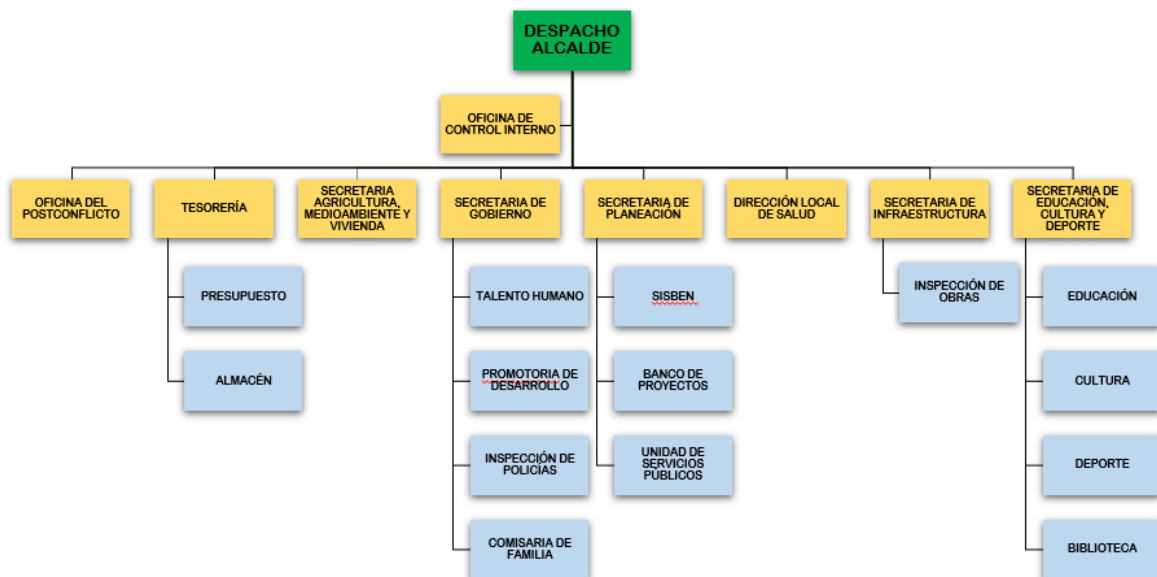 DESPACHO
ALCALDE
OFICINA DE
CONTROL INTERNO
OFICINA DEL
POSTCONFLICTO
TESORERÍA
SECRETARIA
AGRICULTURA,
MEDIOAMBIENTE Y
VIVIENDA
SECRETARIA DE
GOBIERNO
SECRETARIA DE
PLANEACIÓN
DIRECCIÓN LOCAL
DE SALUD
SECRETARIA DE
INFRAESTRUCTURA
SECRETARIA DE
EDUCACIÓN,
CULTURA Y
DEPORTE
PRESUPUESTO
TALENTO HUMANO
SISBEN
INSPECCIÓN DE
OBRAS
EDUCACIÓN
ALMACÉN
PROMOTORIA DE
DESARROLLO
BANCO DE
PROYECTOS
CULTURA
INSPECCIÓN DE
POLICÍAS
UNIDAD DE
SERVICIOS
PÚBLICOS
DEPORTE
COMISARIA DE
FAMILIA
BIBLIOTECA